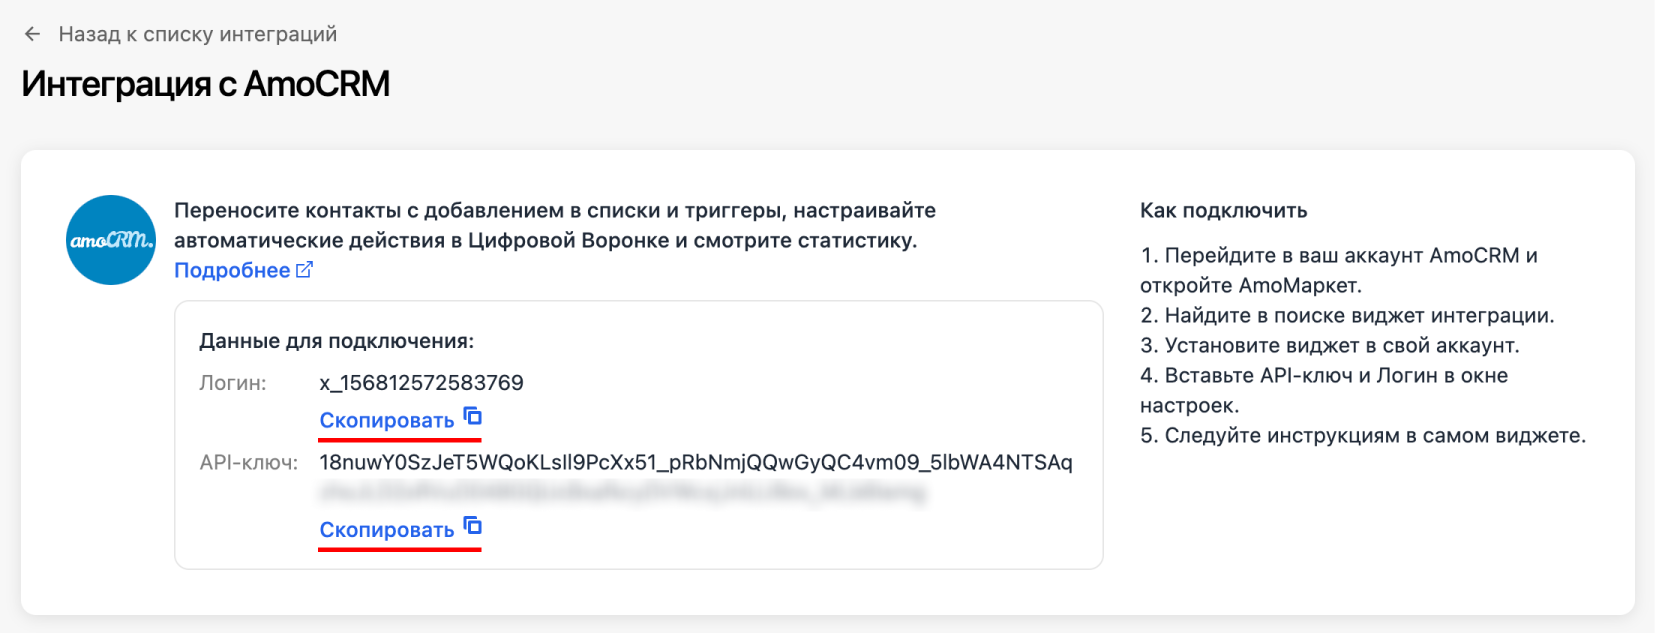 ← Назад к списку интеграций
Интеграция с AmoCRM
amoCRM.
Переносите контакты с добавлением в списки и триггеры, настраивайте
автоматические действия в Цифровой Воронке и смотрите статистику.
Подробнее
Данные для подключения:
Логин: x_156812572583769
Скопировать
API-ключ: 18nuwY0SzJeT5WQoKLsll9PcXx51_pRbNmjQQwGyQC4vm09_5lbWA4NTSAq
Скопировать
Как подключить
1. Перейдите в ваш аккаунт AmoCRM и
откройте AmoМаркет.
2. Найдите в поиске виджет интеграции.
3. Установите виджет в свой аккаунт.
4. Вставьте API-ключ и Логин в окне
настроек.
5. Следуйте инструкциям в самом виджете.